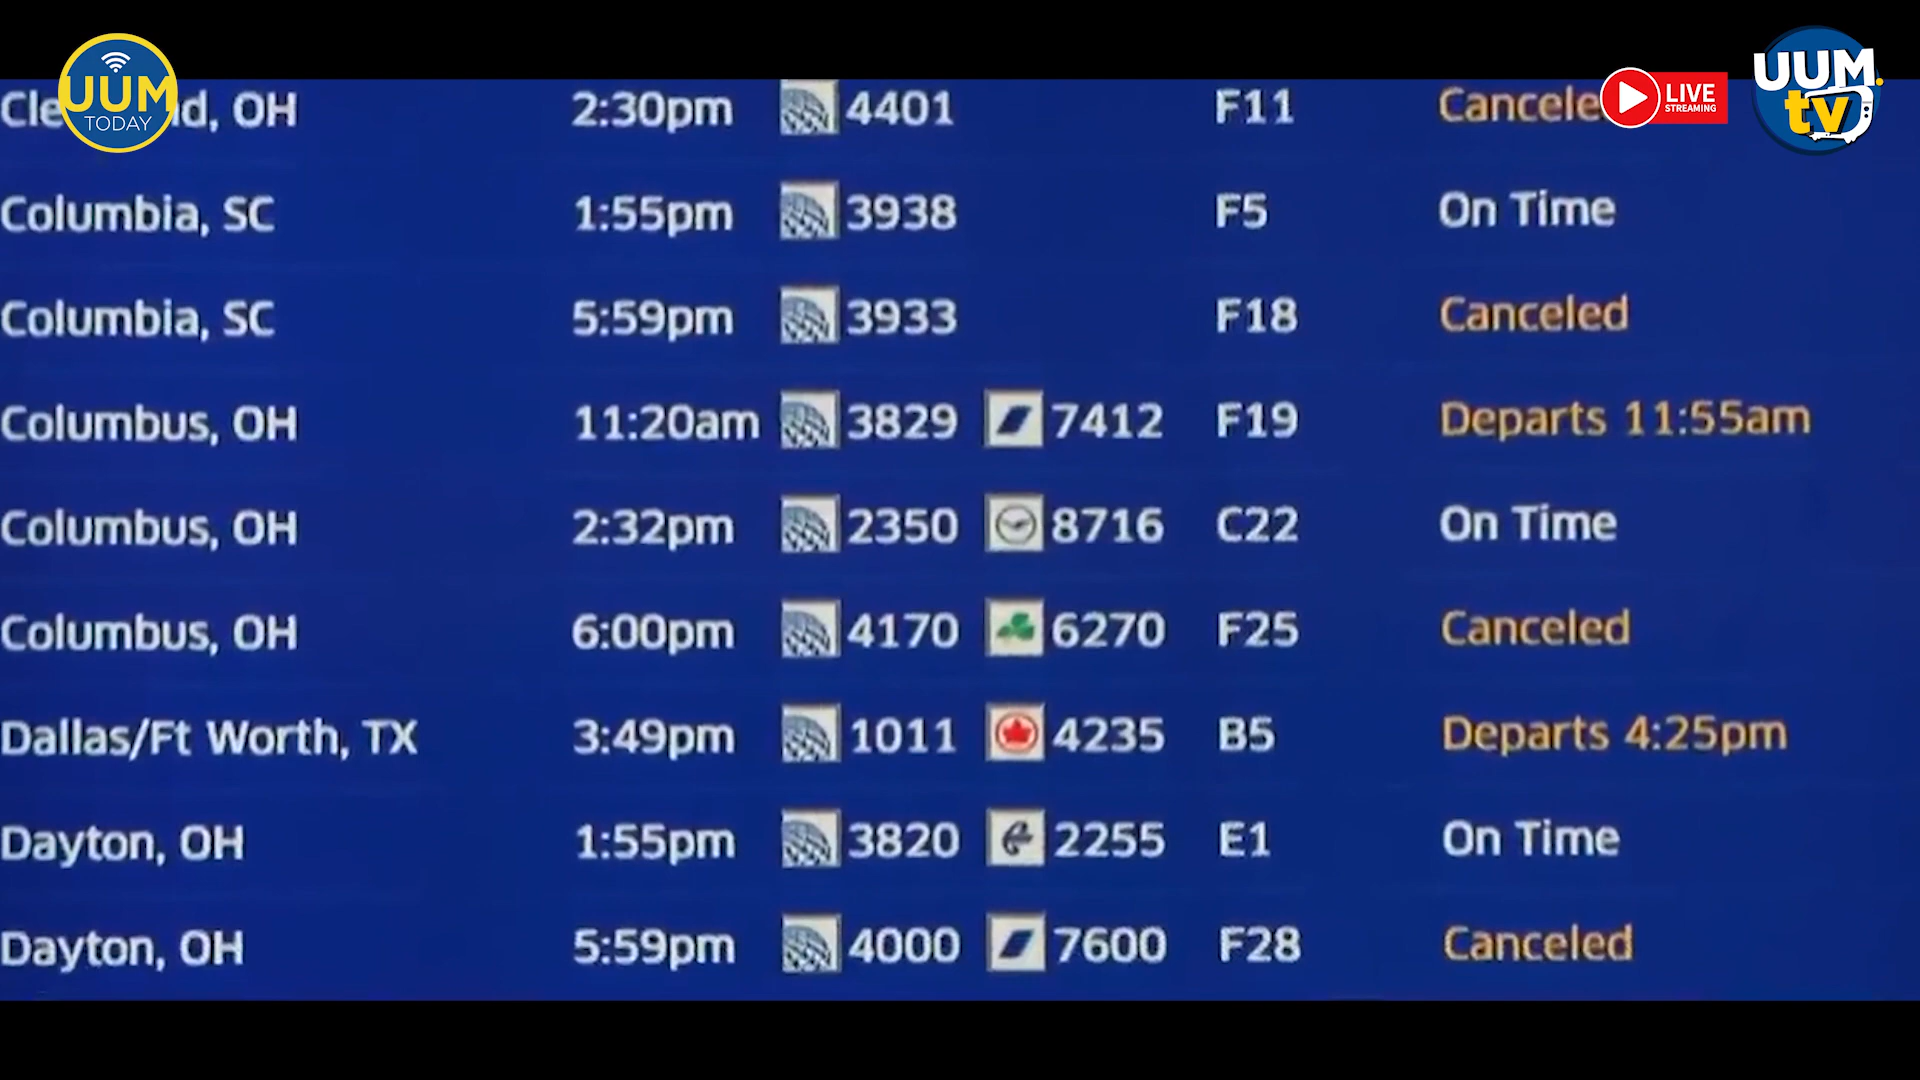 UUM
TODAY
LIVE
STREAMING
UUM
tv
OH 2:30pm 4401 F11
Columbia, SC 1:55pm 3938 F5 On Time
Columbia, SC 5:59pm 3933 F18 Canceled
Columbus, OH 11:20am 3829 7412 F19 Departs 11:55am
Columbus, OH 2:32pm 2350 8716 C22 On Time
Columbus, OH 6:00pm 4170 6270 F25 Canceled
Dallas/Ft Worth, TX 3:49pm 1011 4235 B5 Departs 4:25pm
Dayton, OH 1:55pm 3820 2255 E1 On Time
Dayton, OH 5:59pm 4000 7600 F28 Canceled